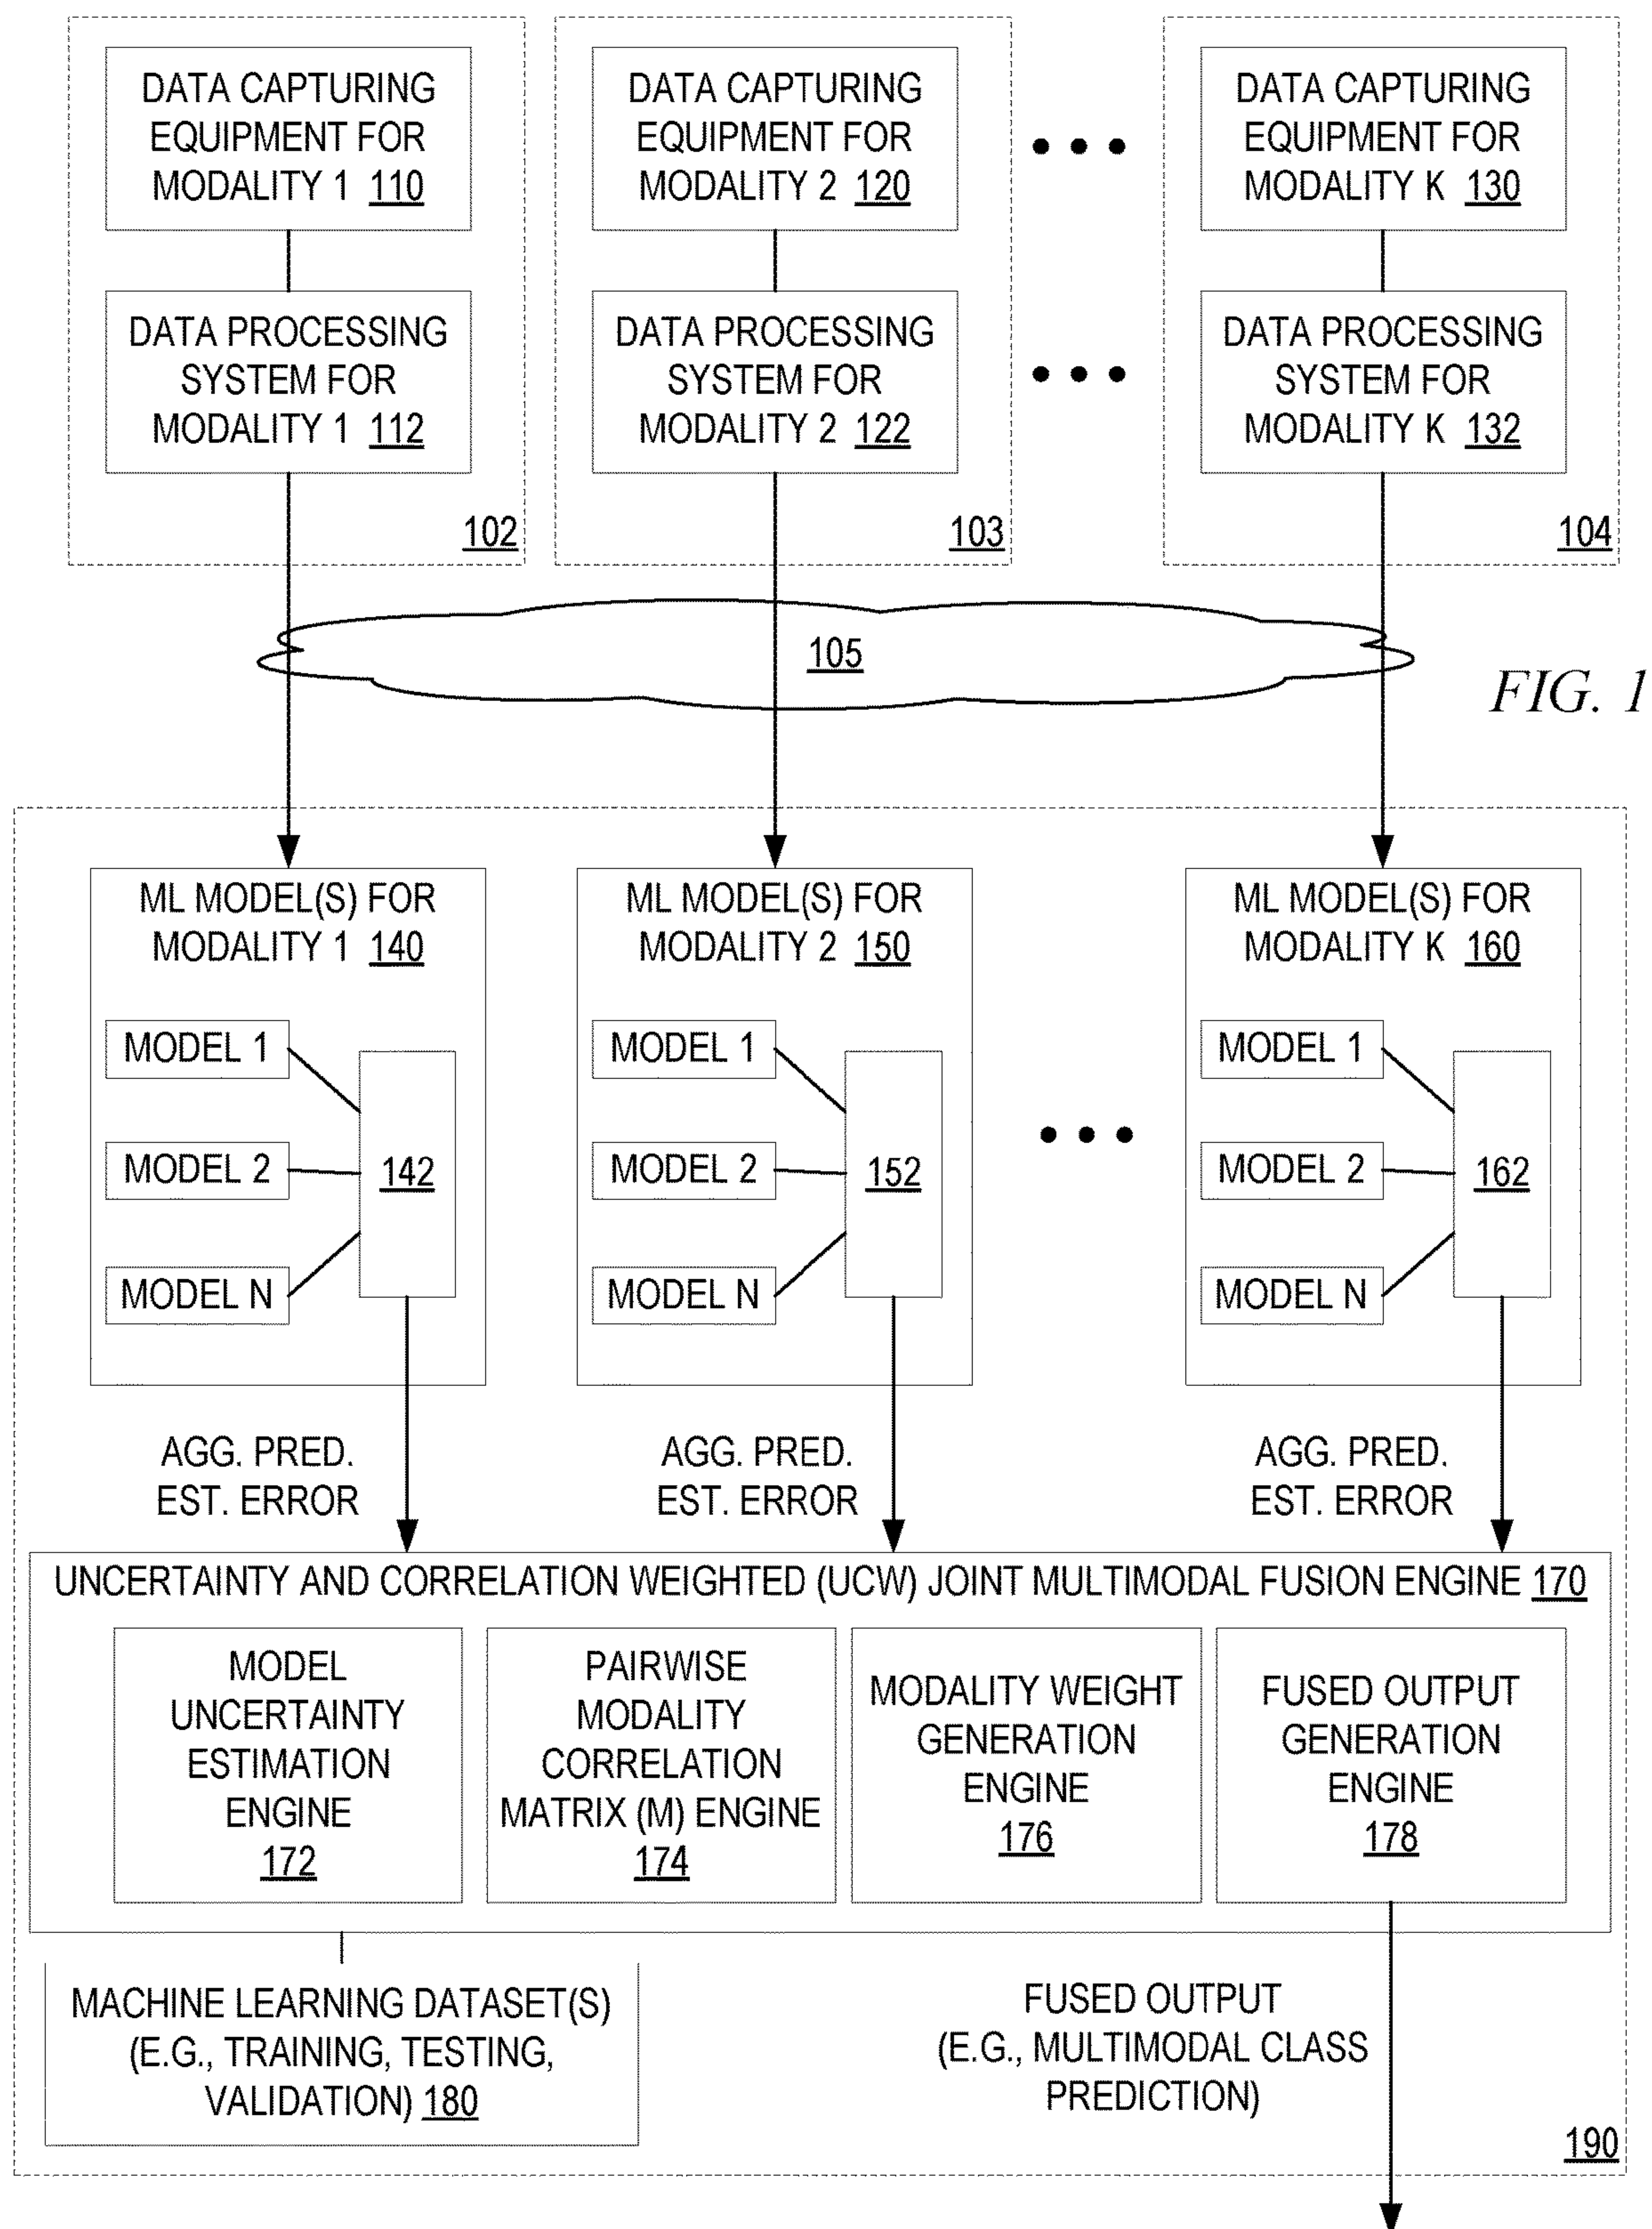 DATA CAPTURING
EQUIPMENT FOR
MODALITY 1 110
DATA CAPTURING
EQUIPMENT FOR
MODALITY 2 120
DATA CAPTURING
EQUIPMENT FOR
MODALITY K 130
DATA PROCESSING
SYSTEM FOR
MODALITY 1 112
DATA PROCESSING
SYSTEM FOR
MODALITY 2 122
DATA PROCESSING
SYSTEM FOR
MODALITY K 132
102
103
104
105
FIG. 1
ML MODEL(S) FOR
MODALITY 1 140
MODEL 1
MODEL 2
MODEL N
142
ML MODEL(S) FOR
MODALITY 2 150
MODEL 1
MODEL 2
MODEL N
152
ML MODEL(S) FOR
MODALITY K 160
MODEL 1
MODEL 2
MODEL N
162
AGG. PRED.
EST. ERROR
AGG. PRED.
EST. ERROR
AGG. PRED.
EST. ERROR
UNCERTAINTY AND CORRELATION WEIGHTED (UCW) JOINT MULTIMODAL FUSION ENGINE 170
MODEL
UNCERTAINTY
ESTIMATION
ENGINE
172
PAIRWISE
MODALITY
CORRELATION
MATRIX (M) ENGINE
174
MODALITY WEIGHT
GENERATION
ENGINE
176
FUSED OUTPUT
GENERATION
ENGINE
178
MACHINE LEARNING DATASET(S)
(E.G., TRAINING, TESTING,
VALIDATION) 180
FUSED OUTPUT
(E.G., MULTIMODAL CLASS
PREDICTION)
190